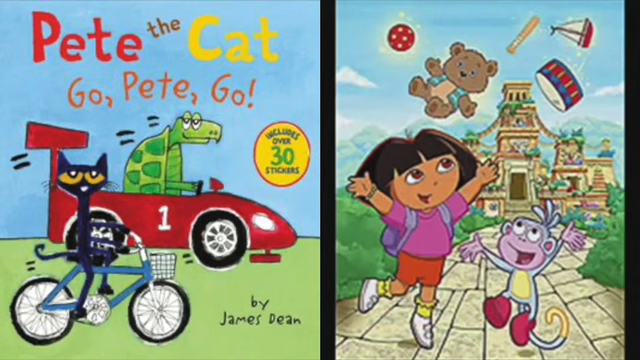 Pete the Cat
Go, Pete, Go!
INCLUDES
OVER
30
STICKERS
1
by
James Dean